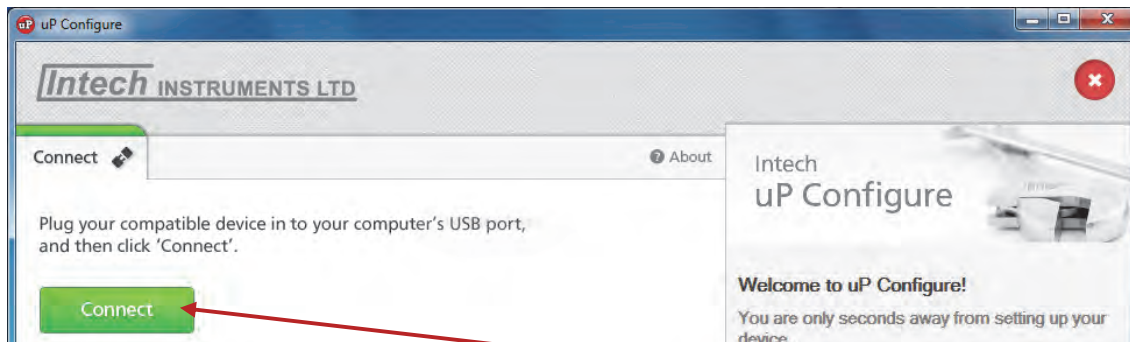 uP uP Configure
Intech INSTRUMENTS LTD
Connect
About
Plug your compatible device in to your computer's USB port,
and then click 'Connect'.
Connect
Intech
uP Configure
Welcome to uP Configure!
You are only seconds away from setting up your
device